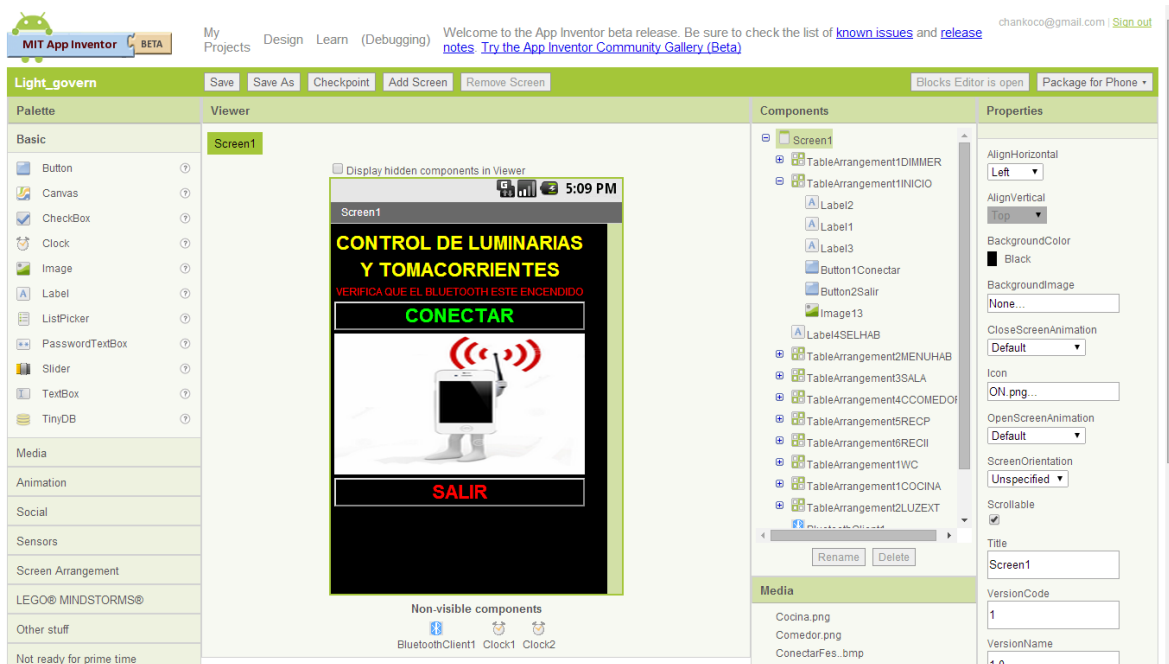 chankoco@gmail.com | Sign out
MIT App Inventor BETA
My Projects Design Learn (Debugging)
Welcome to the App Inventor beta release. Be sure to check the list of known issues and release
notes. Try the App Inventor Community Gallery (Beta)
Light_govern
Save Save As Checkpoint Add Screen Remove Screen
Blocks Editor is open Package for Phone
Palette
Basic
Button
Canvas
CheckBox
Clock
Image
Label
ListPicker
PasswordTextBox
Slider
TextBox
TinyDB
Media
Animation
Social
Sensors
Screen Arrangement
LEGO® MINDSTORMS®
Other stuff
Not ready for prime time
Viewer
Screen1
Display hidden components in Viewer
5:09 PM
Screen1
CONTROL DE LUMINARIAS
Y TOMACORRIENTES
VERIFICA QUE EL BLUETOOTH ESTE ENCENDIDO
CONECTAR
SALIR
Non-visible components
BluetoothClient1 Clock1 Clock2
Components
Screen1
TableArrangement1DIMMER
TableArrangement1INICIO
Label2
Label1
Label3
Button1Conectar
Button2Salir
Image13
Label4SELHAB
TableArrangement2MENUHAB
TableArrangement3SALA
TableArrangement4CCOMEDOR
TableArrangement5RECP
TableArrangement6RECII
TableArrangement1WC
TableArrangement1COCINA
TableArrangement2LUZEXT
BluetoothClient1
Rename Delete
Media
Cocina.png
Comedor.png
ConectarFes..bmp
Properties
AlignHorizontal
Left
AlignVertical
Top
BackgroundColor
Black
BackgroundImage
None...
CloseScreenAnimation
Default
Icon
ON.png...
OpenScreenAnimation
Default
ScreenOrientation
Unspecified
Scrollable
Title
Screen1
VersionCode
1
VersionName
1.0